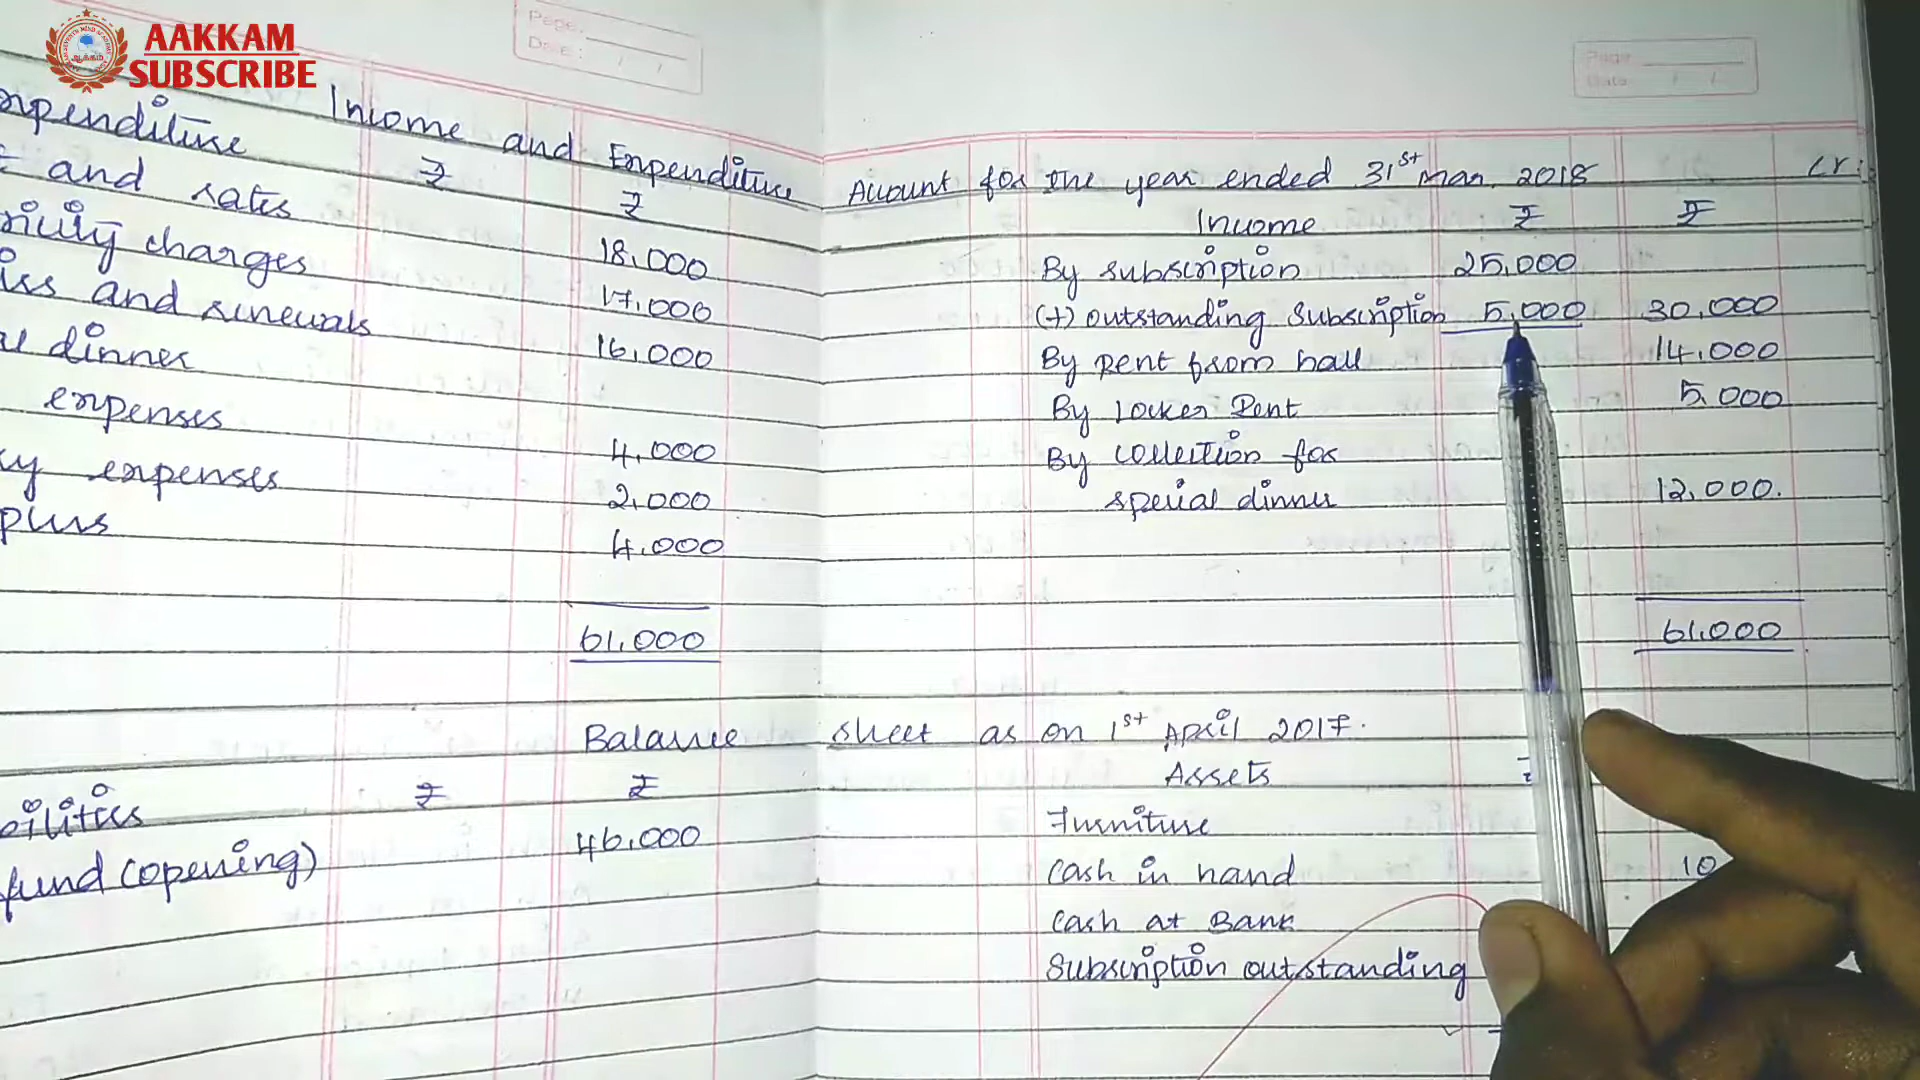 AAKKAM
SUBSCRIBE
Page:
Date: / /
Page
Date / /
Income and Expenditure Account for the year ended 31st Mar. 2018 Cr:
₹ ₹
and rates 18,000
charges 17,000
and renewals 16,000
dinner
expenses 4,000
expenses 2,000
4,000
61,000
Income ₹ ₹
By subscription 25,000
(+) outstanding Subscription 5,000 30,000
By Rent from hall 14,000
By Locker Rent 5,000
By collection for
special dinner 12,000.
61,000
Balance sheet as on 1st April 2017.
₹ ₹
fund (opening) 46,000
Assets
Furniture
Cash in hand 10
Cash at Bank
Subscription outstanding